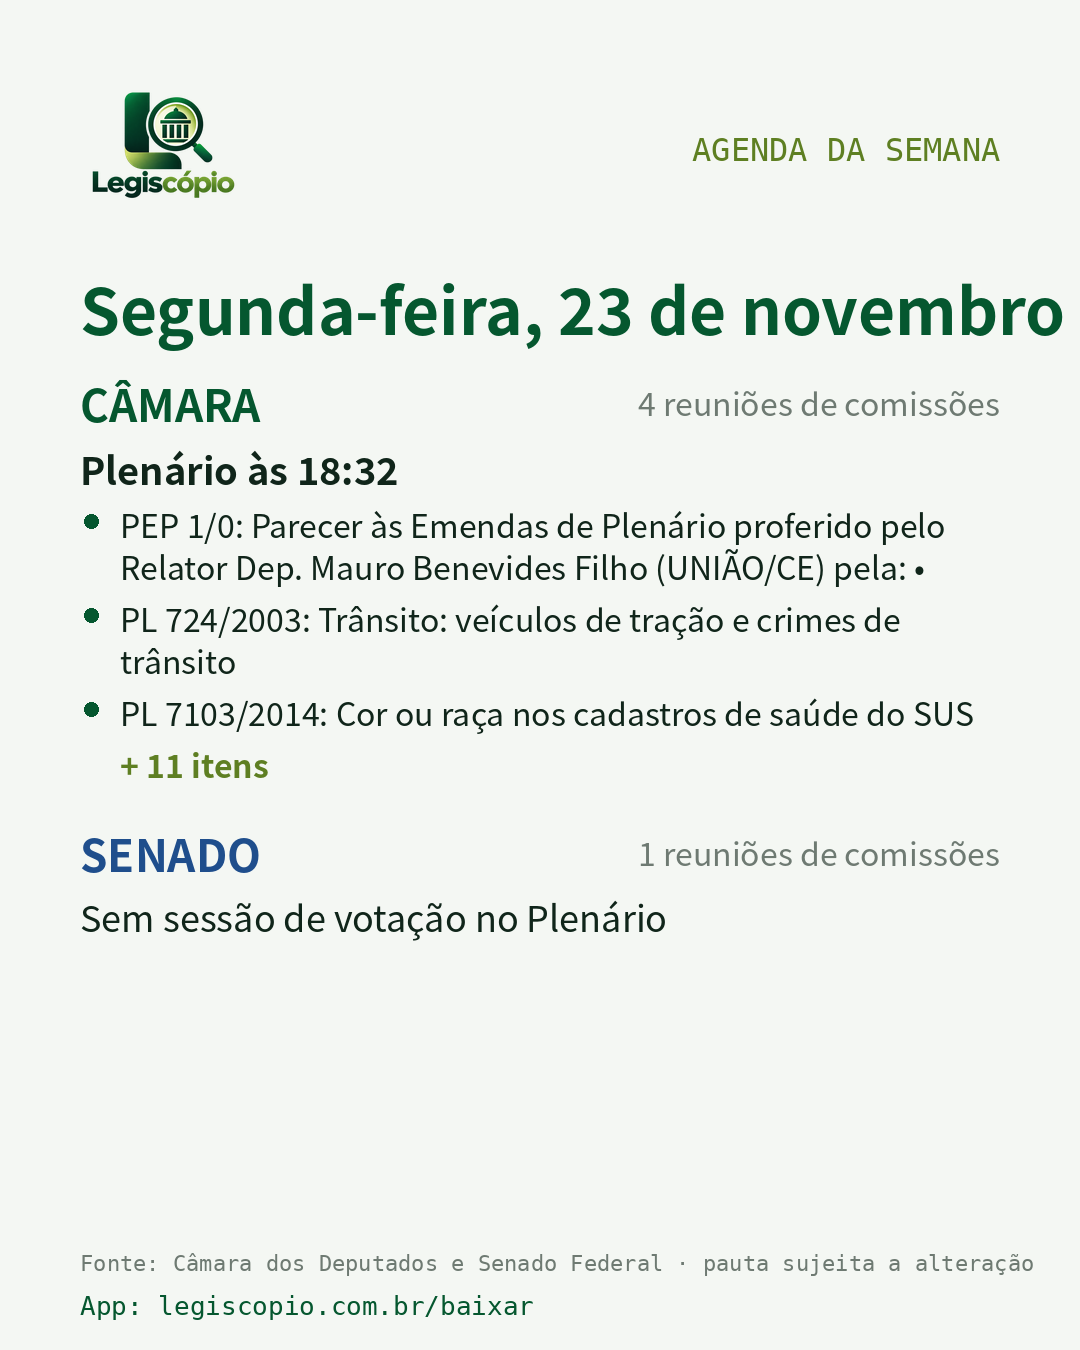 Legiscópio
AGENDA DA SEMANA
Segunda-feira, 23 de novembro
CÂMARA
4 reuniões de comissões
Plenário às 18:32
• PEP 1/0: Parecer às Emendas de Plenário proferido pelo
Relator Dep. Mauro Benevides Filho (UNIÃO/CE) pela: •
• PL 724/2003: Trânsito: veículos de tração e crimes de
trânsito
• PL 7103/2014: Cor ou raça nos cadastros de saúde do SUS
+ 11 itens
SENADO
1 reuniões de comissões
Sem sessão de votação no Plenário
Fonte: Câmara dos Deputados e Senado Federal · pauta sujeita a alteração
App: legiscopio.com.br/baixar